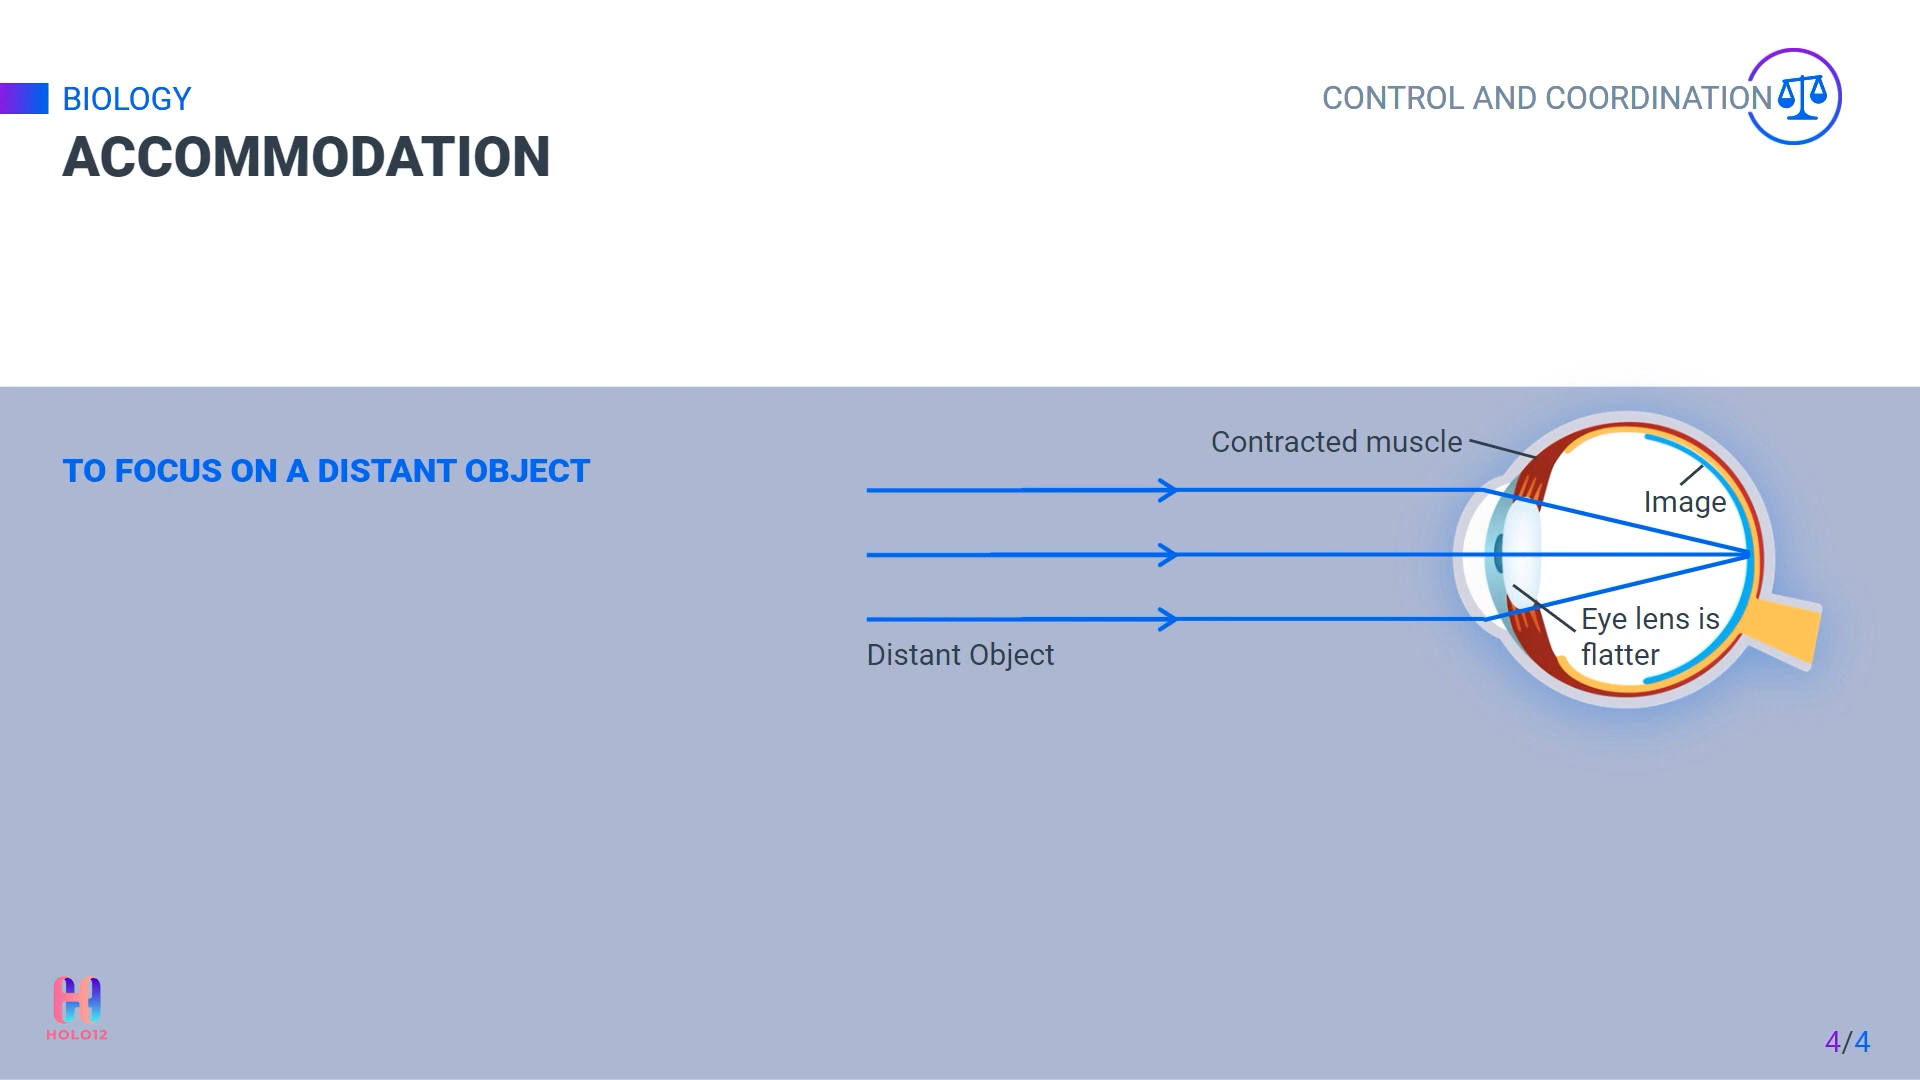 BIOLOGY
CONTROL AND COORDINATION
ACCOMMODATION
TO FOCUS ON A DISTANT OBJECT
Contracted muscle
Image
Eye lens is
flatter
Distant Object
HOLO12
4/4